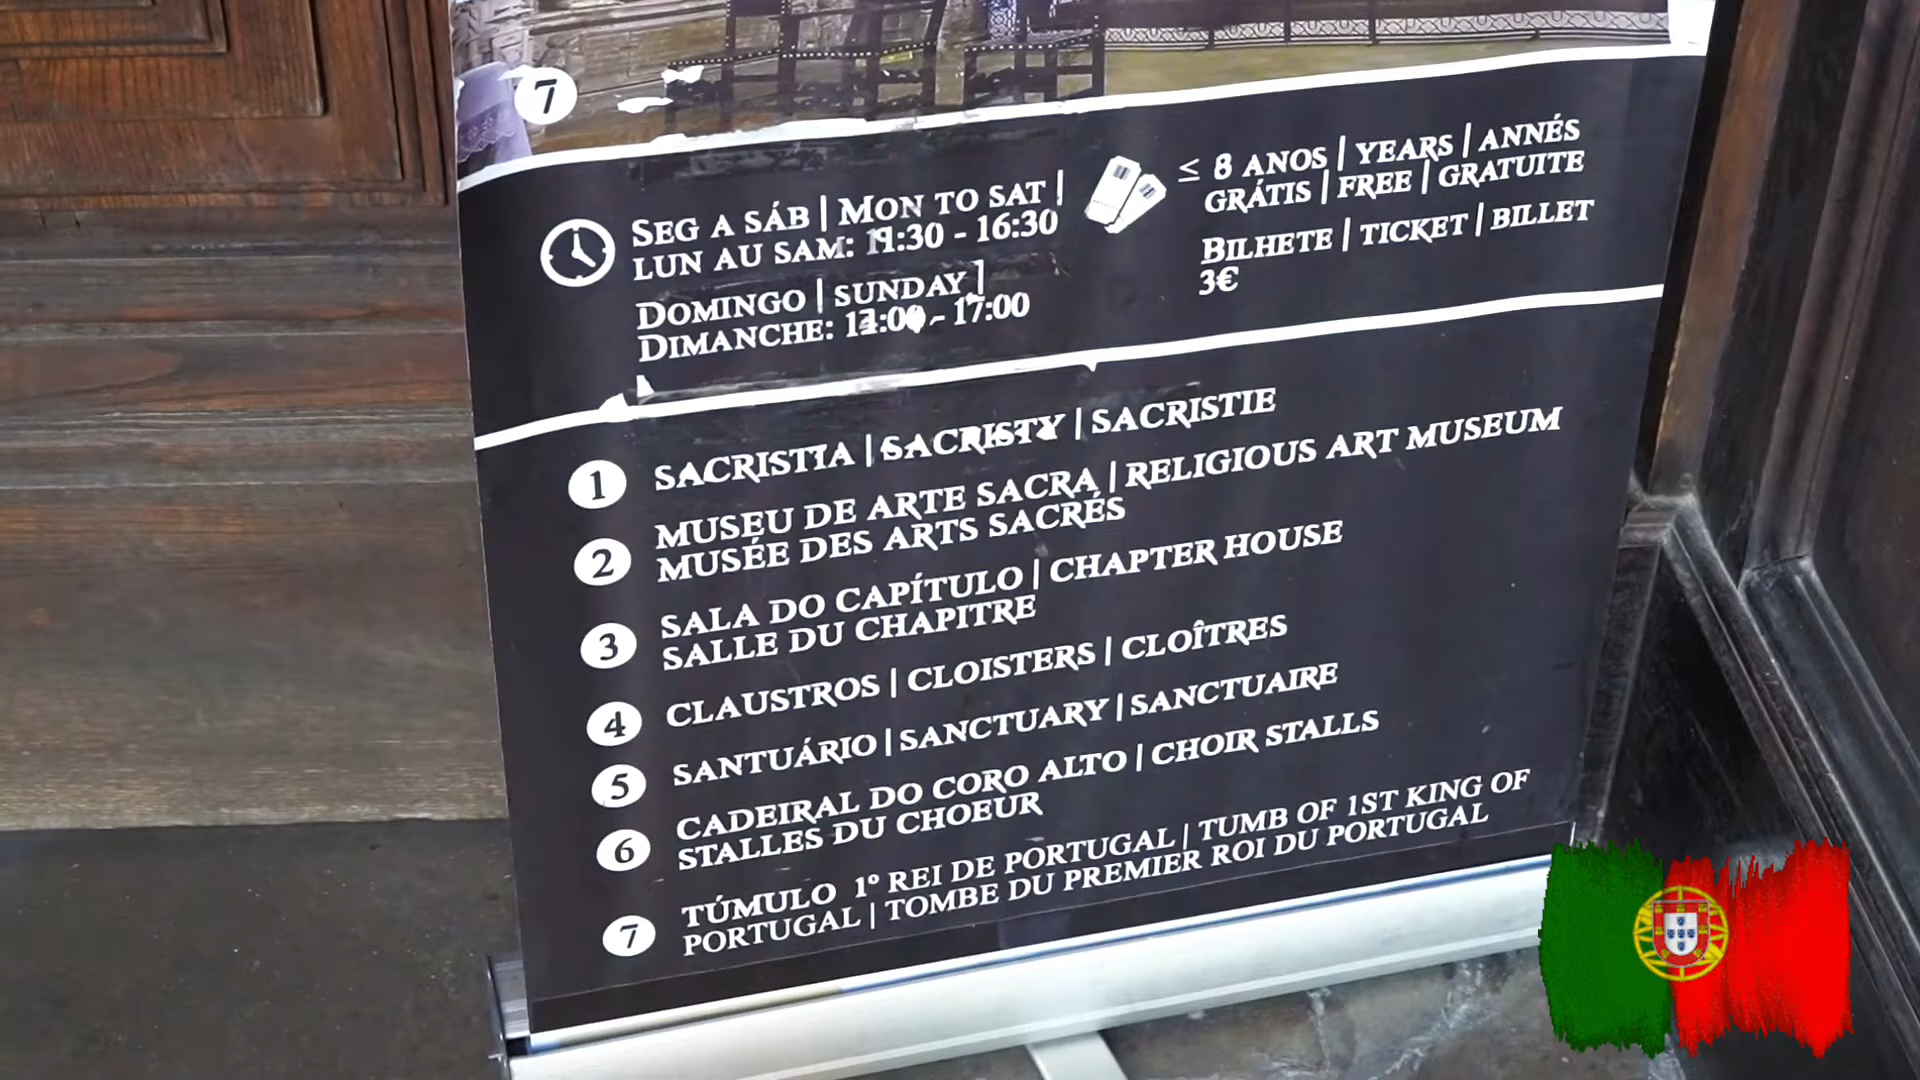 7
SEG A SÁB | MON TO SAT |
LUN AU SAM: :30 - 16:30
DOMINGO | SUNDAY |
DIMANCHE: - 17:00
≤ 8 ANOS | YEARS | ANNÉS
GRÁTIS | FREE | GRATUITE
BILHETE | TICKET | BILLET
3€
1 SACRISTIA | SACRISTY | SACRISTIE
2 MUSEU DE ARTE SACRA | RELIGIOUS ART MUSEUM
MUSÉE DES ARTS SACRÉS
3 SALA DO CAPÍTULO | CHAPTER HOUSE
SALLE DU CHAPITRE
4 CLAUSTROS | CLOISTERS | CLOÎTRES
5 SANTUÁRIO | SANCTUARY | SANCTUAIRE
6 CADEIRAL DO CORO ALTO | CHOIR STALLS
STALLES DU CHOEUR
7 TÚMULO 1º REI DE PORTUGAL | TUMB OF 1ST KING OF
PORTUGAL | TOMBE DU PREMIER ROI DU PORTUGAL